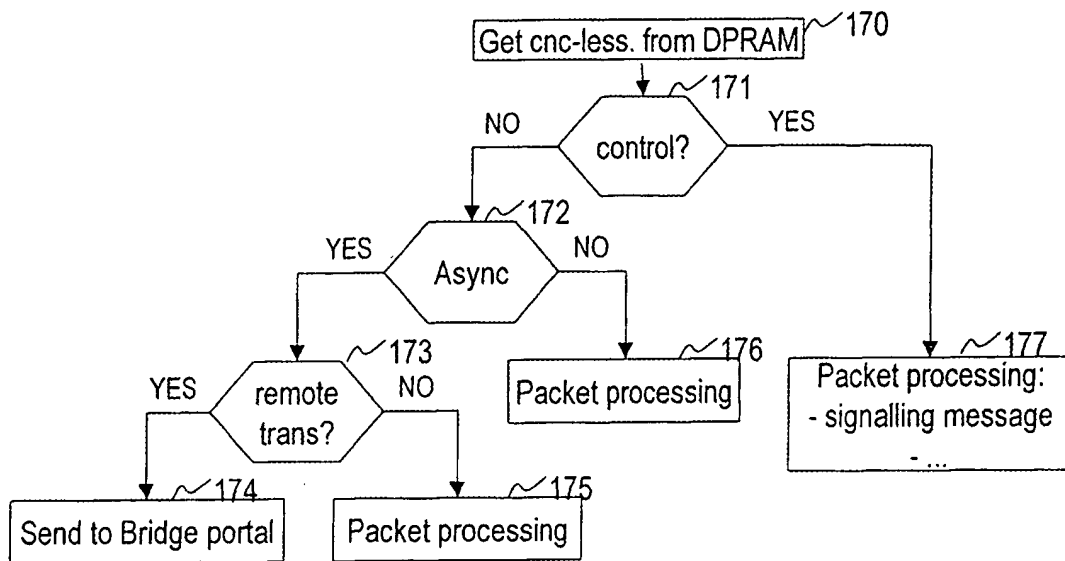 Get cnc-less. from DPRAM 170
171
NO
control?
YES
172
YES
Async
NO
173
YES
remote
trans?
NO
176
Packet processing
177
Packet processing:
- signalling message
- ...
174
Send to Bridge portal
175
Packet processing